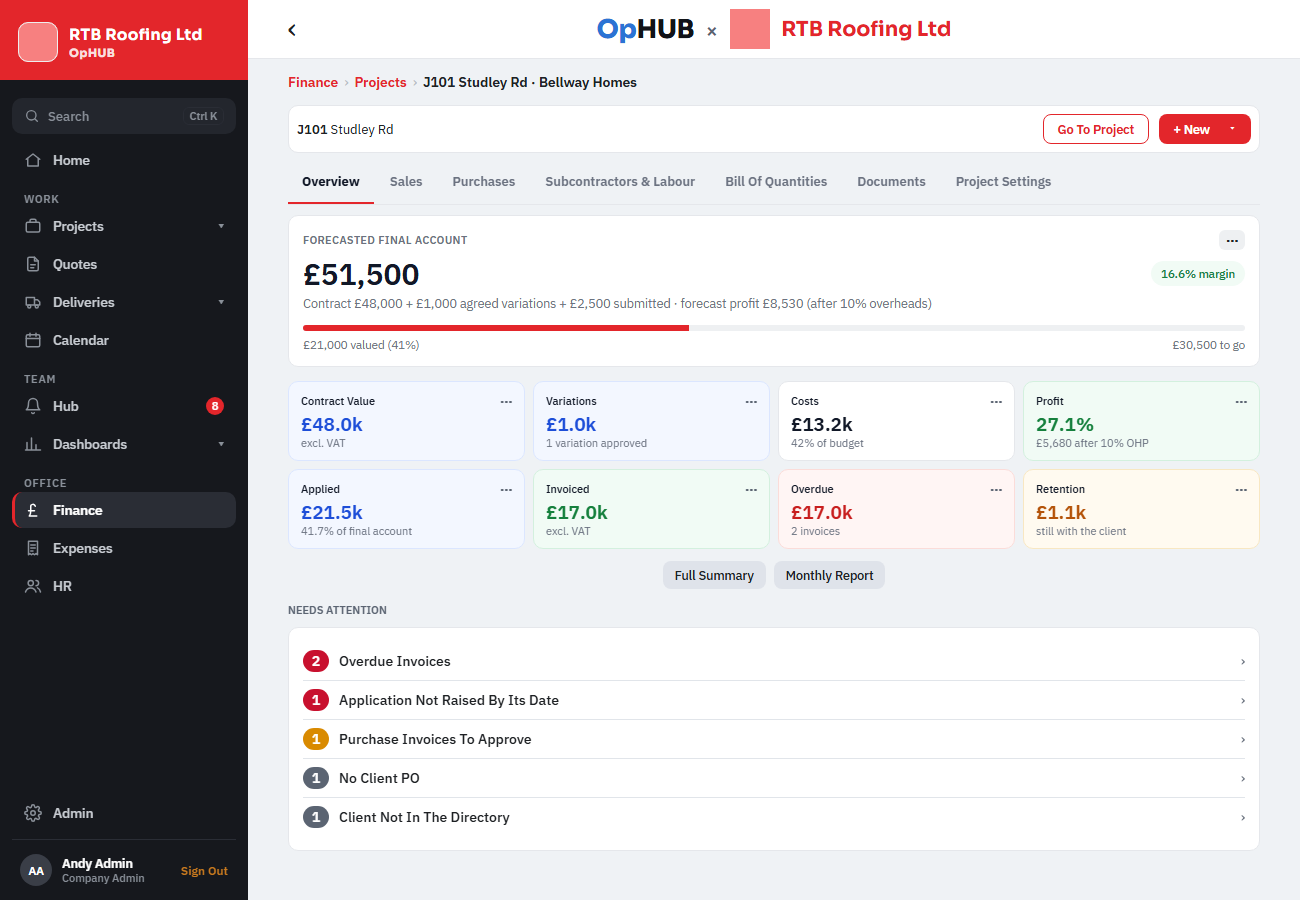 RTB Roofing Ltd
OpHUB
Search
Ctrl K
Home
WORK
Projects
Quotes
Deliveries
Calendar
TEAM
Hub
8
Dashboards
OFFICE
£ Finance
Expenses
HR
Admin
AA
Andy Admin
Company Admin
Sign Out
OpHUB × RTB Roofing Ltd
Finance › Projects › J101 Studley Rd · Bellway Homes
J101 Studley Rd
Go To Project
+ New
Overview
Sales
Purchases
Subcontractors & Labour
Bill Of Quantities
Documents
Project Settings
FORECASTED FINAL ACCOUNT
£51,500
16.6% margin
Contract £48,000 + £1,000 agreed variations + £2,500 submitted · forecast profit £8,530 (after 10% overheads)
£21,000 valued (41%)
£30,500 to go
Contract Value
£48.0k
excl. VAT
Variations
£1.0k
1 variation approved
Costs
£13.2k
42% of budget
Profit
27.1%
£5,680 after 10% OHP
Applied
£21.5k
41.7% of final account
Invoiced
£17.0k
excl. VAT
Overdue
£17.0k
2 invoices
Retention
£1.1k
still with the client
Full Summary
Monthly Report
NEEDS ATTENTION
2 Overdue Invoices
1 Application Not Raised By Its Date
1 Purchase Invoices To Approve
1 No Client PO
1 Client Not In The Directory